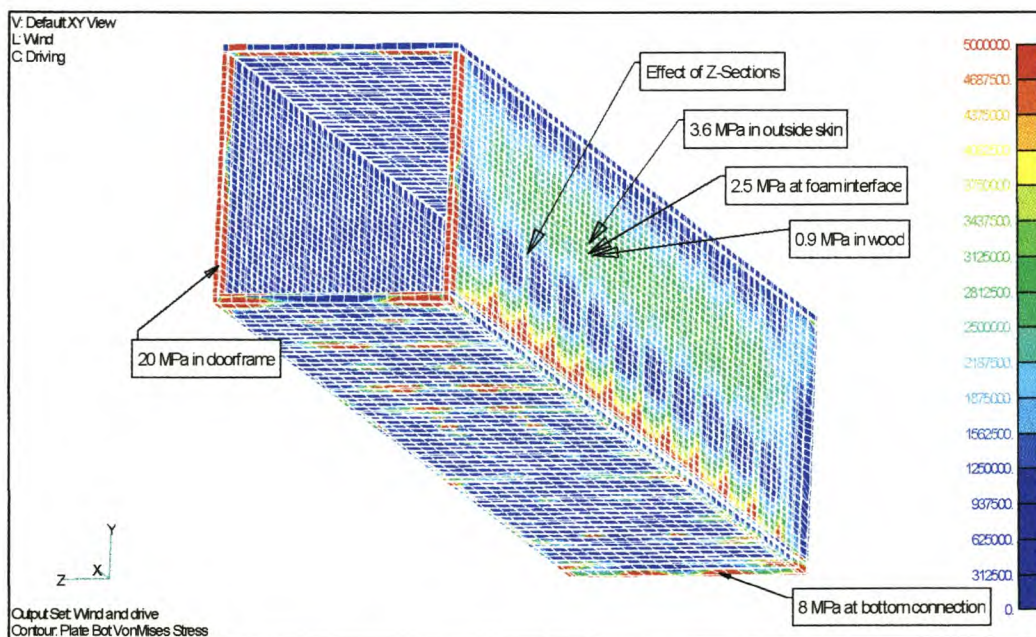 V: Default XY View
L: Wind
C: Driving
Effect of Z-Sections
3.6 MPa in outside skin
2.5 MPa at foam interface
0.9 MPa in wood
20 MPa in doorframe
8 MPa at bottom connection
5000000.
4687500.
4375000.
4062500.
3750000.
3437500.
3125000.
2812500.
2500000.
2187500.
1875000.
1562500.
1250000.
937500.
625000.
312500.
0.
Y
X
Z
Output Set: Wind and drive
Contour: Plate Bot VonMises Stress